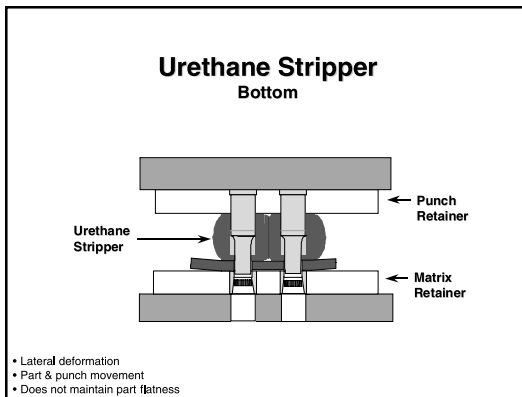 Urethane Stripper
Bottom
Punch
Retainer
Urethane
Stripper
Matrix
Retainer
• Lateral deformation
• Part & punch movement
• Does not maintain part flatness